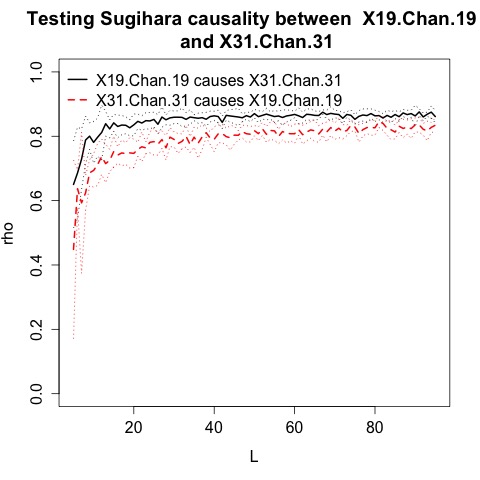 Testing Sugihara causality between X19.Chan.19
and X31.Chan.31
X19.Chan.19 causes X31.Chan.31
X31.Chan.31 causes X19.Chan.19
1.0
0.8
0.6
0.4
0.2
0.0
rho
20 40 60 80
L